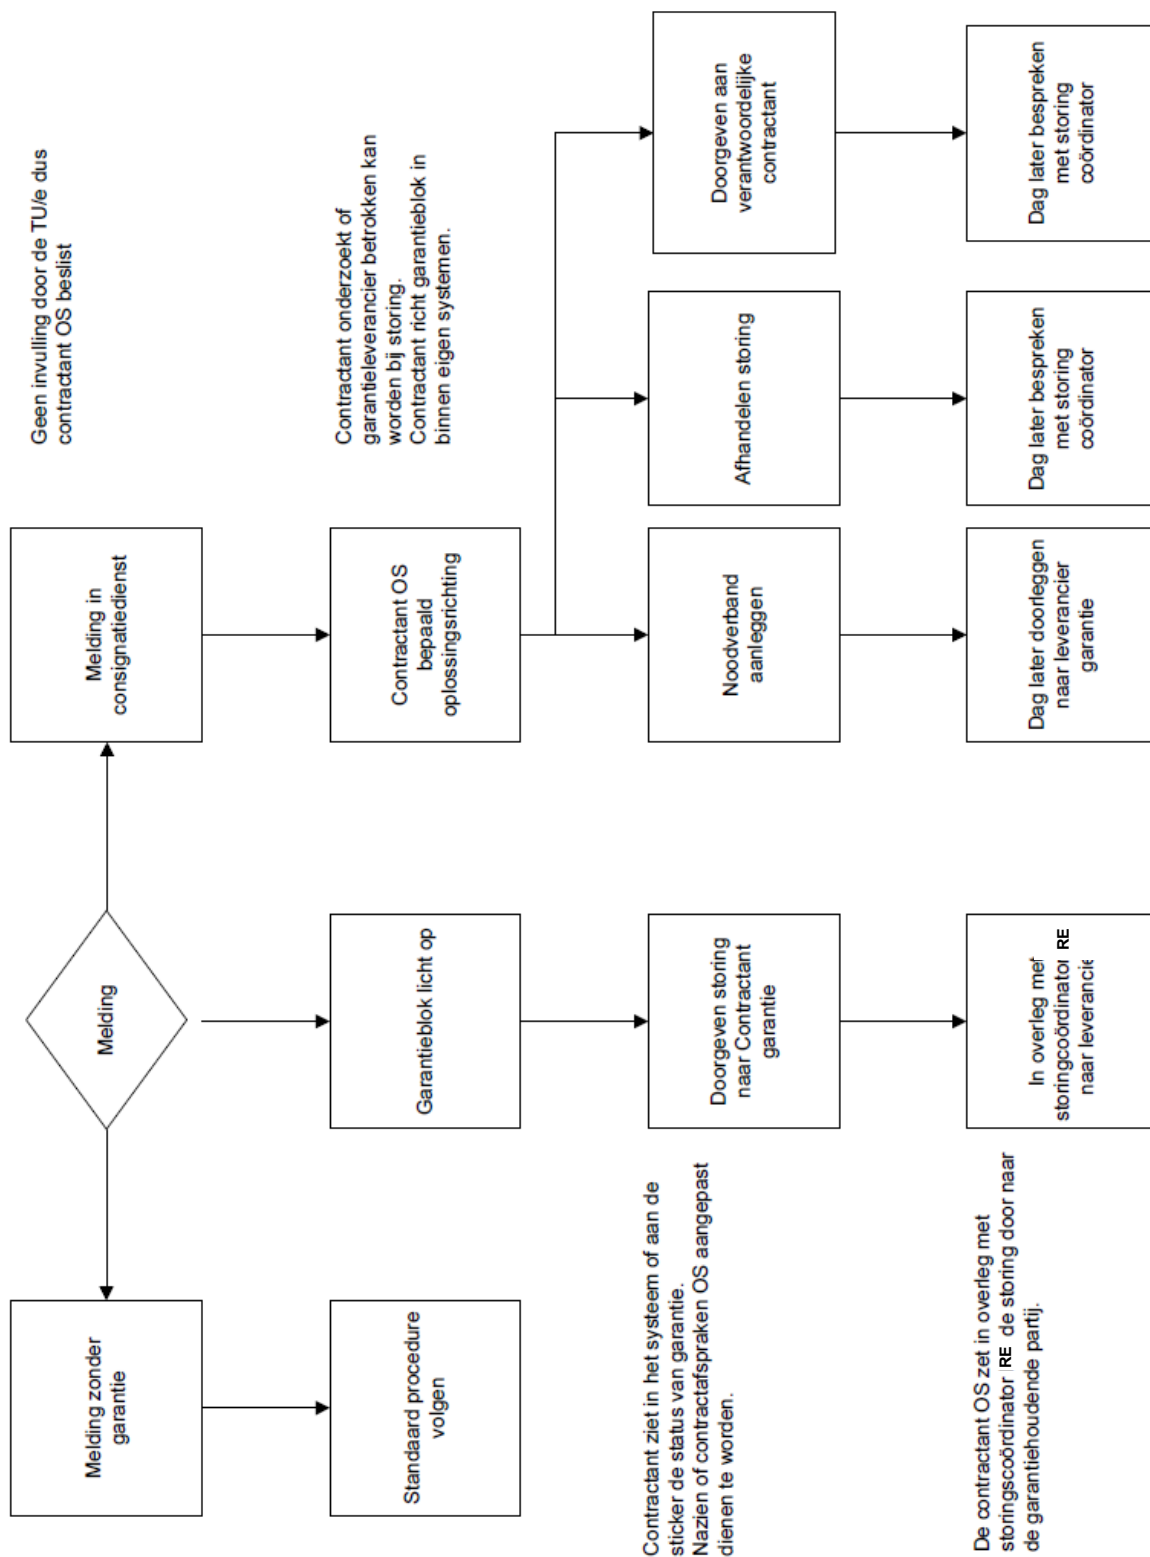 Melding zonder
garantie
Standaard procedure
volgen
Melding
Garantieblok licht op
Doorgeven storing
naar Contractant
garantie
In overleg met
storingcoördinator RE
naar leverancie
Contractant ziet in het systeem of aan de
sticker de status van garantie.
Nazien of contractafspraken OS aangepast
dienen te worden.
De contractant OS zet in overleg met
storingscoördinator RE de storing door naar
de garantiehoudende partij.
Melding in
consignatiedienst
Geen invulling door de TU/e dus
contractant OS beslist
Contractant OS
bepaald
oplossingsrichting
Contractant onderzoekt of
garantieleverancier betrokken kan
worden bij storing.
Contractant richt garantieblok in
binnen eigen systemen.
Noodverband
aanleggen
Afhandelen storing
Doorgeven aan
verantwoordelijke
contractant
Dag later doorleggen
naar leverancier
garantie
Dag later bespreken
met storing
coördinator
Dag later bespreken
met storing
coördinator